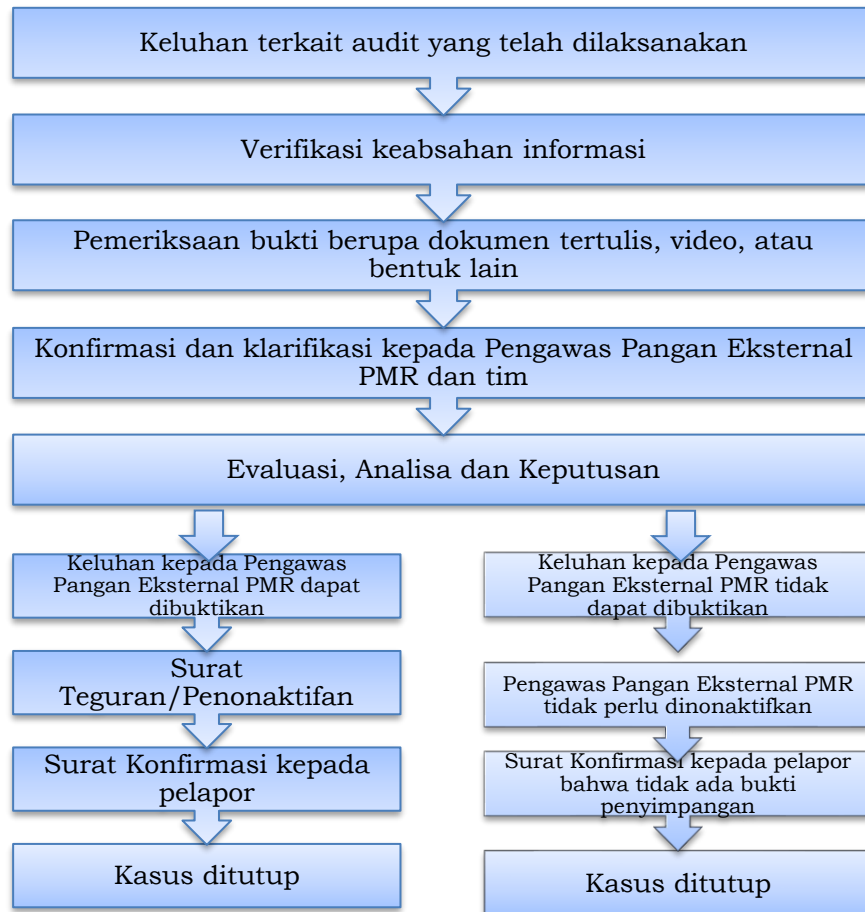 Keluhan terkait audit yang telah dilaksanakan
Verifikasi keabsahan informasi
Pemeriksaan bukti berupa dokumen tertulis, video, atau
bentuk lain
Konfirmasi dan klarifikasi kepada Pengawas Pangan Eksternal
PMR dan tim
Evaluasi, Analisa dan Keputusan
Keluhan kepada Pengawas
Pangan Eksternal PMR dapat
dibuktikan
Surat
Teguran/Penonaktifan
Surat Konfirmasi kepada
pelapor
Kasus ditutup
Keluhan kepada Pengawas
Pangan Eksternal PMR tidak
dapat dibuktikan
Pengawas Pangan Eksternal PMR
tidak perlu dinonaktifkan
Surat Konfirmasi kepada pelapor
bahwa tidak ada bukti
penyimpangan
Kasus ditutup